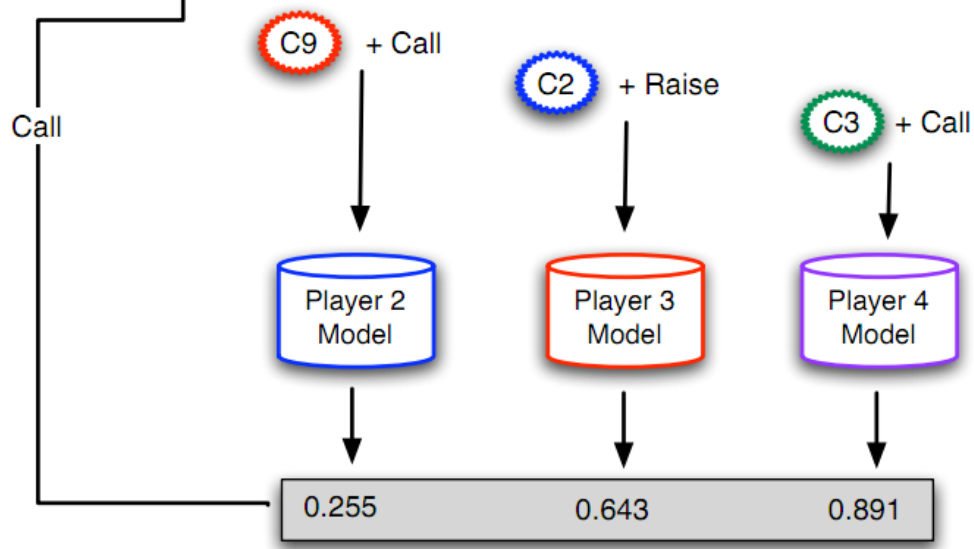 C9 + Call
C2 + Raise
C3 + Call
Call
Player 2
Model
Player 3
Model
Player 4
Model
0.255 0.643 0.891